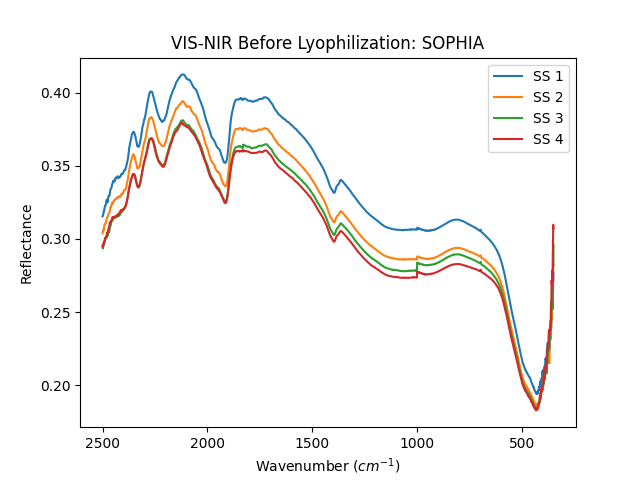 VIS-NIR Before Lyophilization: SOPHIA
SS 1
SS 2
SS 3
SS 4
Reflectance
0.40
0.35
0.30
0.25
0.20
2500 2000 1500 1000 500
Wavenumber (cm⁻¹)